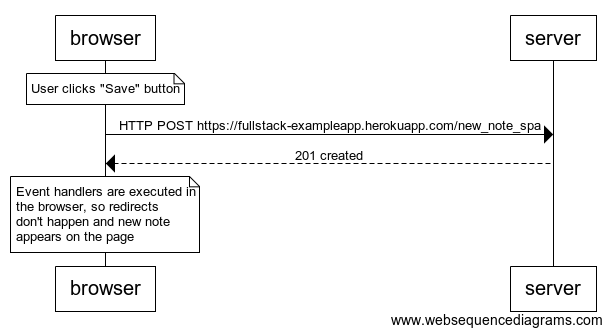 browser
server
User clicks "Save" button
HTTP POST https://fullstack-exampleapp.herokuapp.com/new_note_spa
201 created
Event handlers are executed in
the browser, so redirects
don't happen and new note
appears on the page
browser
server
www.websequencediagrams.com